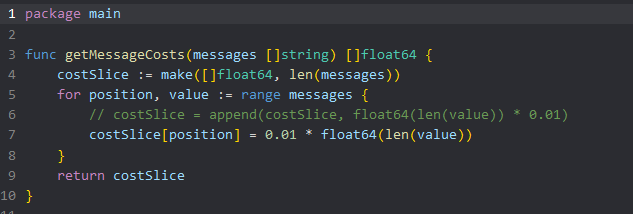 1 package main
2
3 func getMessageCosts(messages []string) []float64 {
4     costSlice := make([]float64, len(messages))
5     for position, value := range messages {
6         // costSlice = append(costSlice, float64(len(value)) * 0.01)
7         costSlice[position] = 0.01 * float64(len(value))
8     }
9     return costSlice
10 }